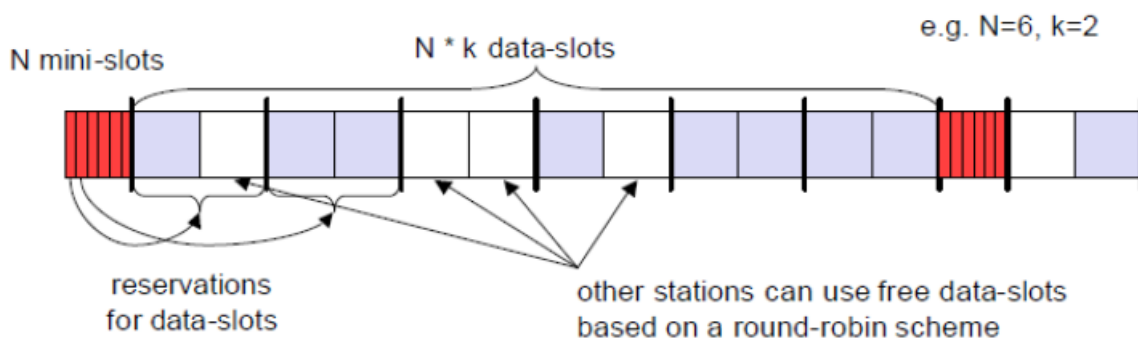 e.g. N=6, k=2
N * k data-slots
N mini-slots
reservations
for data-slots
other stations can use free data-slots
based on a round-robin scheme